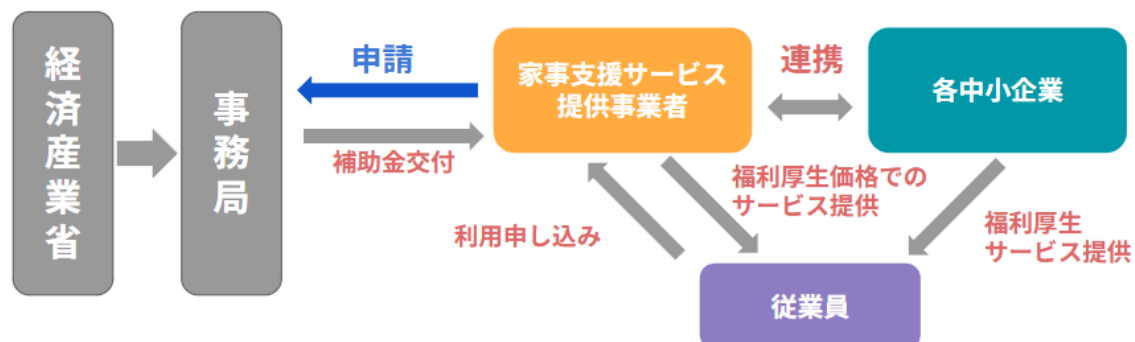 経済産業省
事務局
申請
補助金交付
家事支援サービス
提供事業者
連携
各中小企業
利用申し込み
福利厚生価格での
サービス提供
福利厚生
サービス提供
従業員